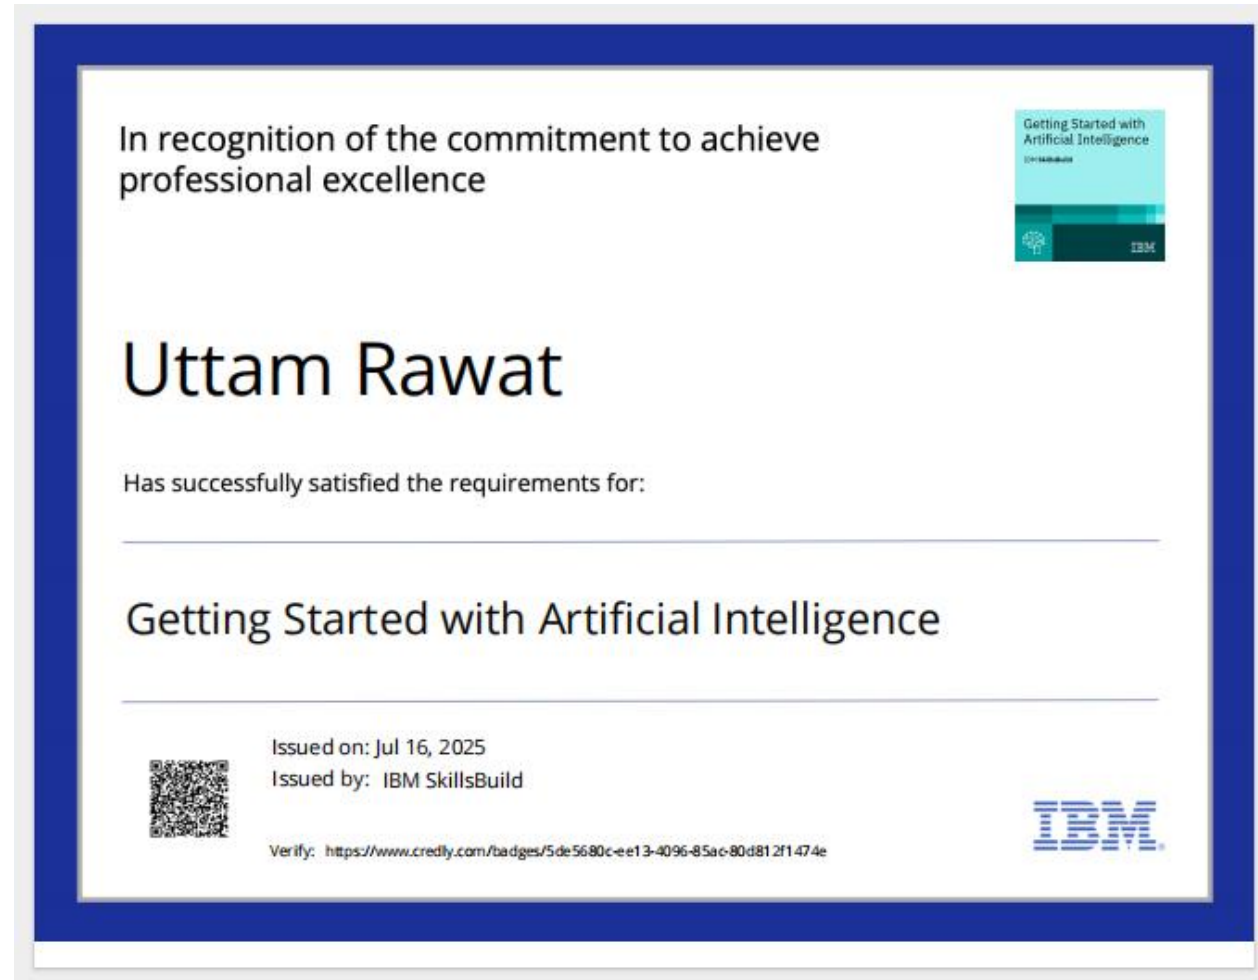 In recognition of the commitment to achieve
professional excellence
Getting Started with
Artificial Intelligence
IBM SkillsBuild
IBM
Uttam Rawat
Has successfully satisfied the requirements for:
Getting Started with Artificial Intelligence
Issued on: Jul 16, 2025
Issued by: IBM SkillsBuild
Verify: https://www.credly.com/badges/5de5680c-ee13-4096-85ac-80d812f1474e
IBM